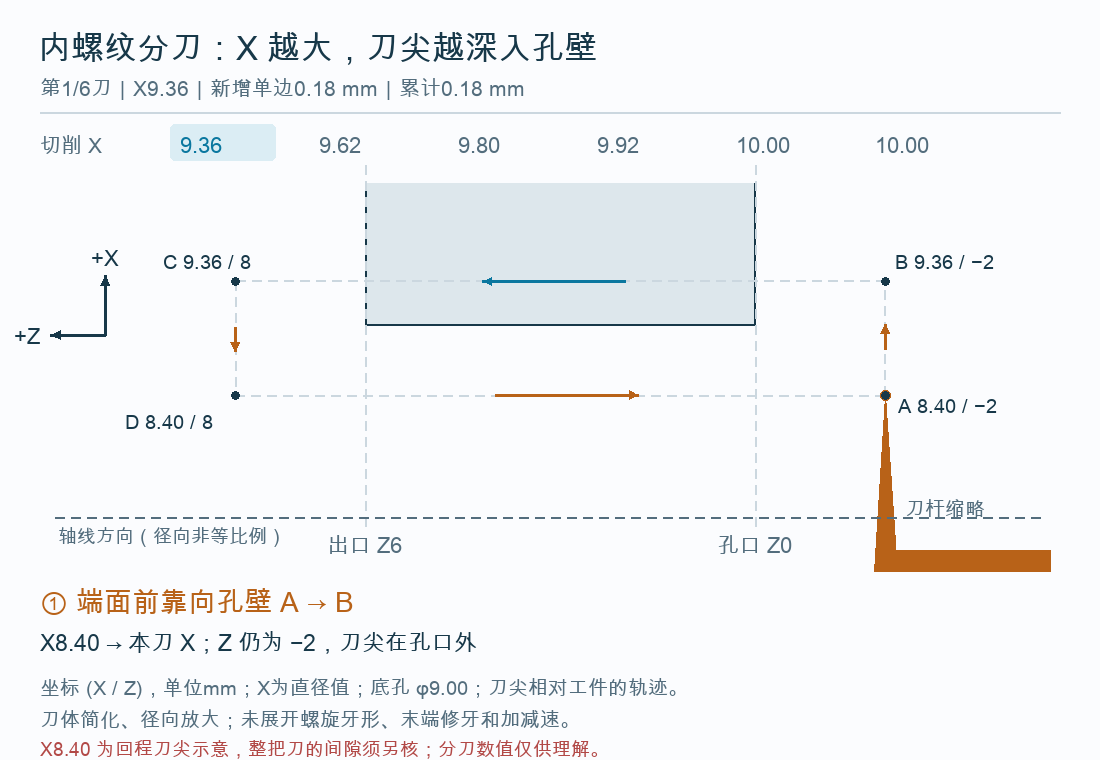 内螺纹分刀：X 越大，刀尖越深入孔壁
第1/6刀 | X9.36 | 新增单边0.18 mm | 累计0.18 mm
切削 X 9.36 9.62 9.80 9.92 10.00 10.00
+X
C 9.36 / 8
B 9.36 / −2
+Z
D 8.40 / 8
A 8.40 / −2
刀杆缩略
轴线方向（径向非等比例）
出口 Z6
孔口 Z0
① 端面前靠向孔壁 A→B
X8.40→本刀 X；Z 仍为 −2，刀尖在孔口外
坐标 (X / Z)，单位mm；X为直径值；底孔 φ9.00；刀尖相对工件的轨迹。
刀体简化、径向放大；未展开螺旋牙形、末端修牙和加减速。
X8.40 为回程刀尖示意，整把刀的间隙须另核；分刀数值仅供理解。